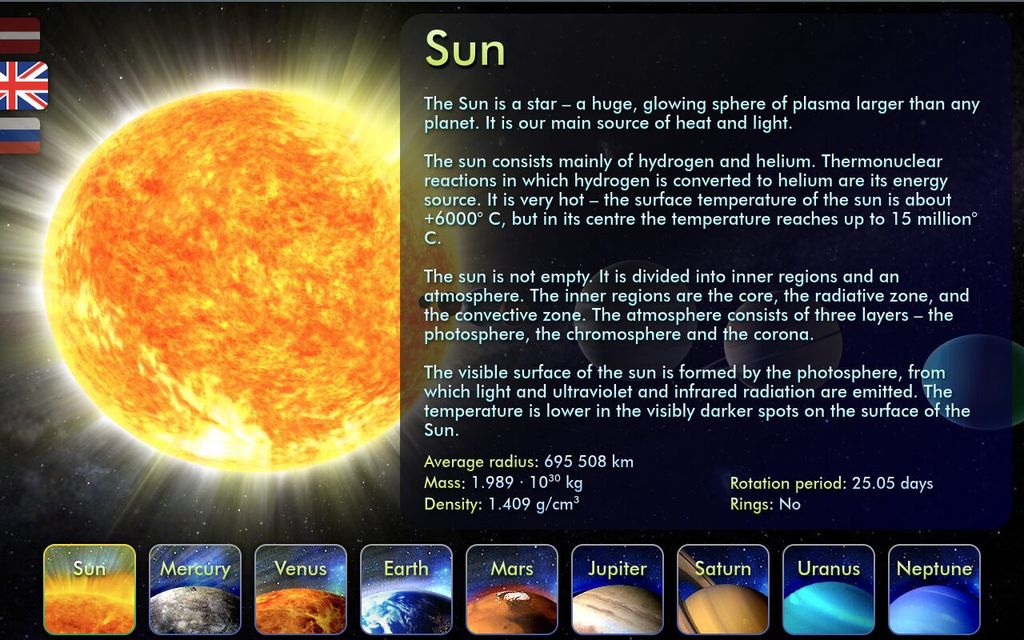 Sun
The Sun is a star – a huge, glowing sphere of plasma larger than any
planet. It is our main source of heat and light.
The sun consists mainly of hydrogen and helium. Thermonuclear
reactions in which hydrogen is converted to helium are its energy
source. It is very hot – the surface temperature of the sun is about
+6000° C, but in its centre the temperature reaches up to 15 million°
C.
The sun is not empty. It is divided into inner regions and an
atmosphere. The inner regions are the core, the radiative zone, and
the convective zone. The atmosphere consists of three layers – the
photosphere, the chromosphere and the corona.
The visible surface of the sun is formed by the photosphere, from
which light and ultraviolet and infrared radiation are emitted. The
temperature is lower in the visibly darker spots on the surface of the
Sun.
Average radius: 695 508 km
Mass: 1.989 · 10³⁰ kg
Density: 1.409 g/cm³
Rotation period: 25.05 days
Rings: No
Sun
Mercury
Venus
Earth
Mars
Jupiter
Saturn
Uranus
Neptune